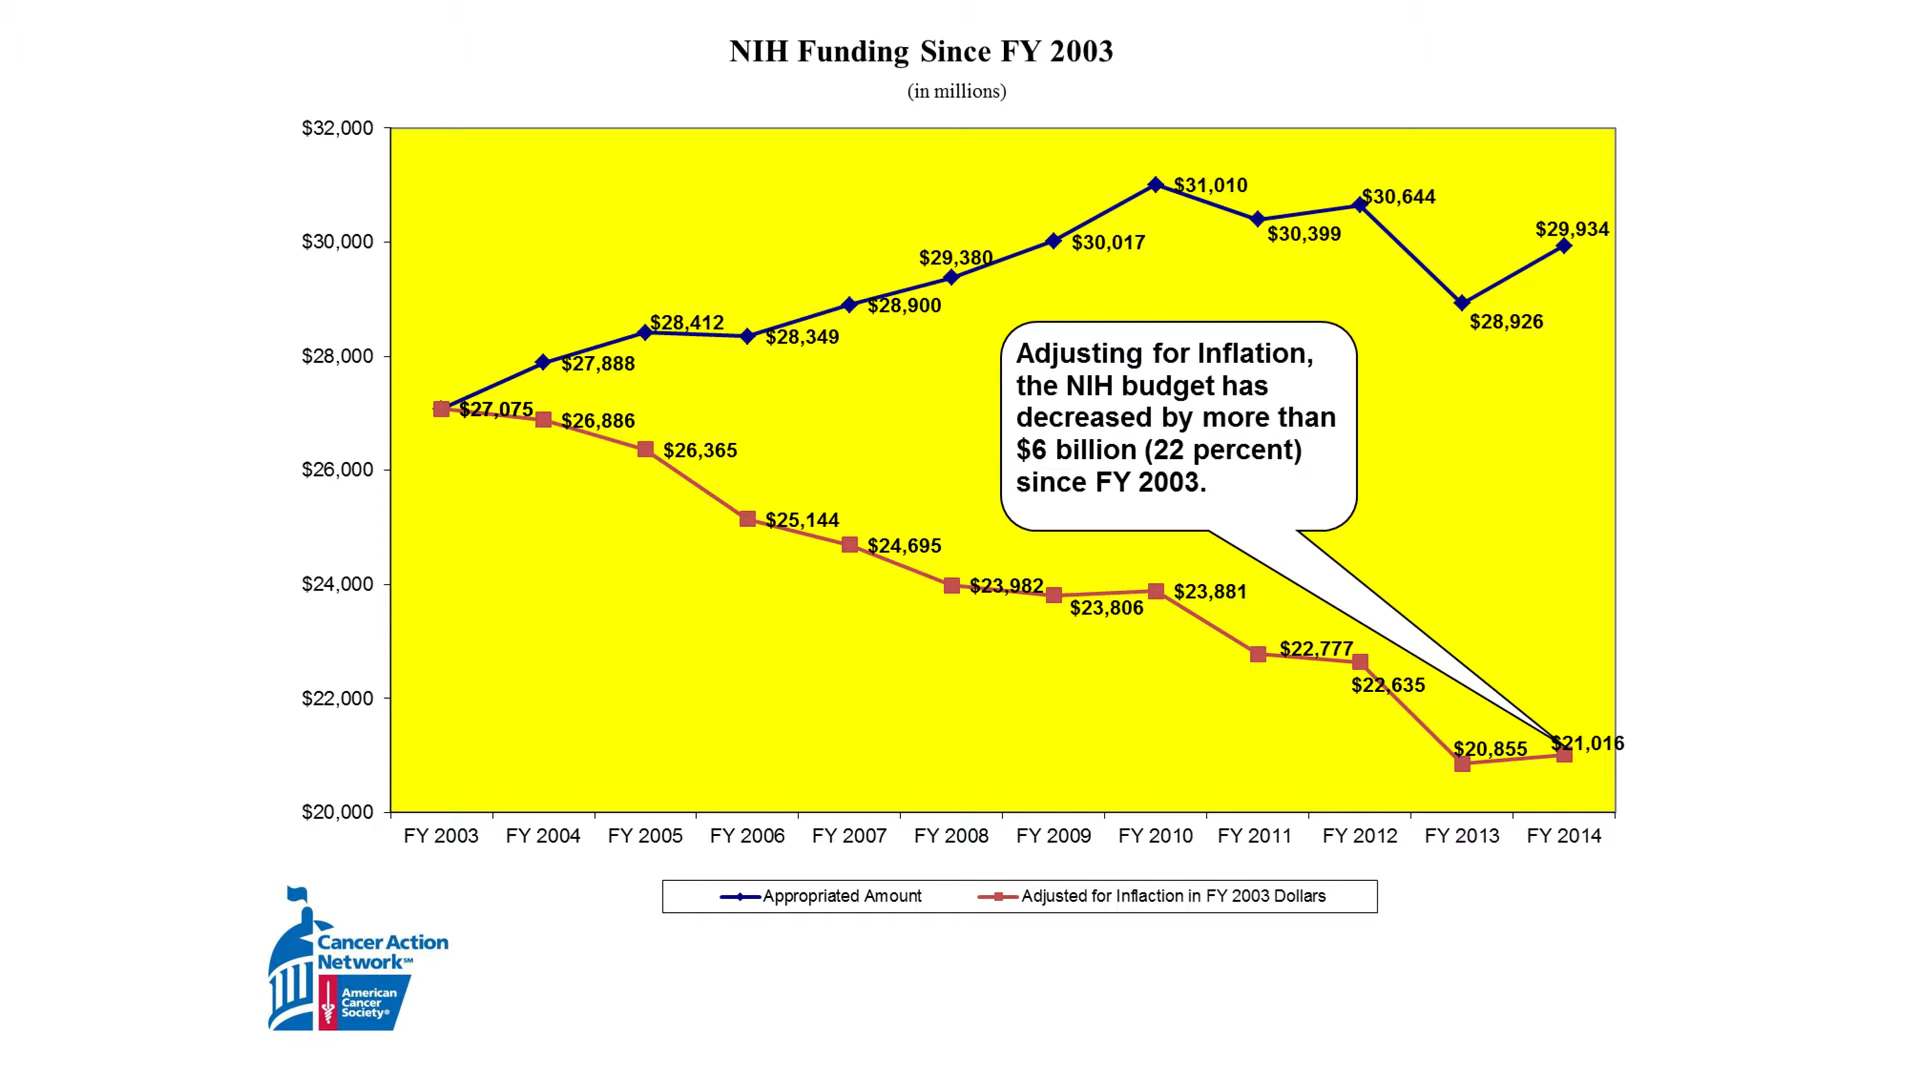 NIH Funding Since FY 2003
(in millions)
$32,000
$30,000
$28,000
$26,000
$24,000
$22,000
$20,000
$27,888
$28,412
$28,349
$28,900
$29,380
$30,017
$31,010
$30,399
$30,644
$28,926
$29,934
$27,075
$26,886
$26,365
$25,144
$24,695
$23,982
$23,806
$23,881
$22,777
$22,635
$20,855
$21,016
Adjusting for Inflation,
the NIH budget has
decreased by more than
$6 billion (22 percent)
since FY 2003.
FY 2003 FY 2004 FY 2005 FY 2006 FY 2007 FY 2008 FY 2009 FY 2010 FY 2011 FY 2012 FY 2013 FY 2014
Appropriated Amount Adjusted for Inflaction in FY 2003 Dollars
Cancer Action
Network℠
American
Cancer
Society®